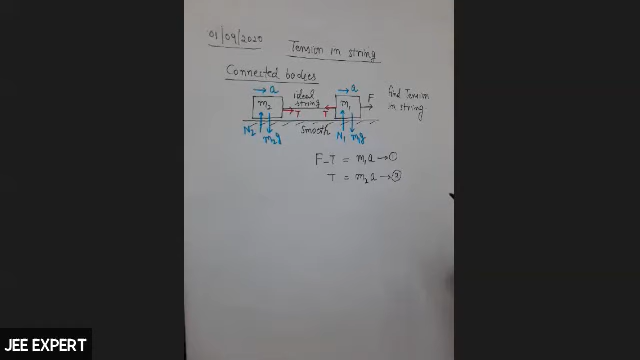 01/09/2020
Tension in string
Connected bodies
a a
m₂ ideal string m₁ F find Tension in string
T T
smooth
N₂ m₂g N₁ m₁g
F-T = m₁a → ①
T = m₂a → ②
JEE EXPERT